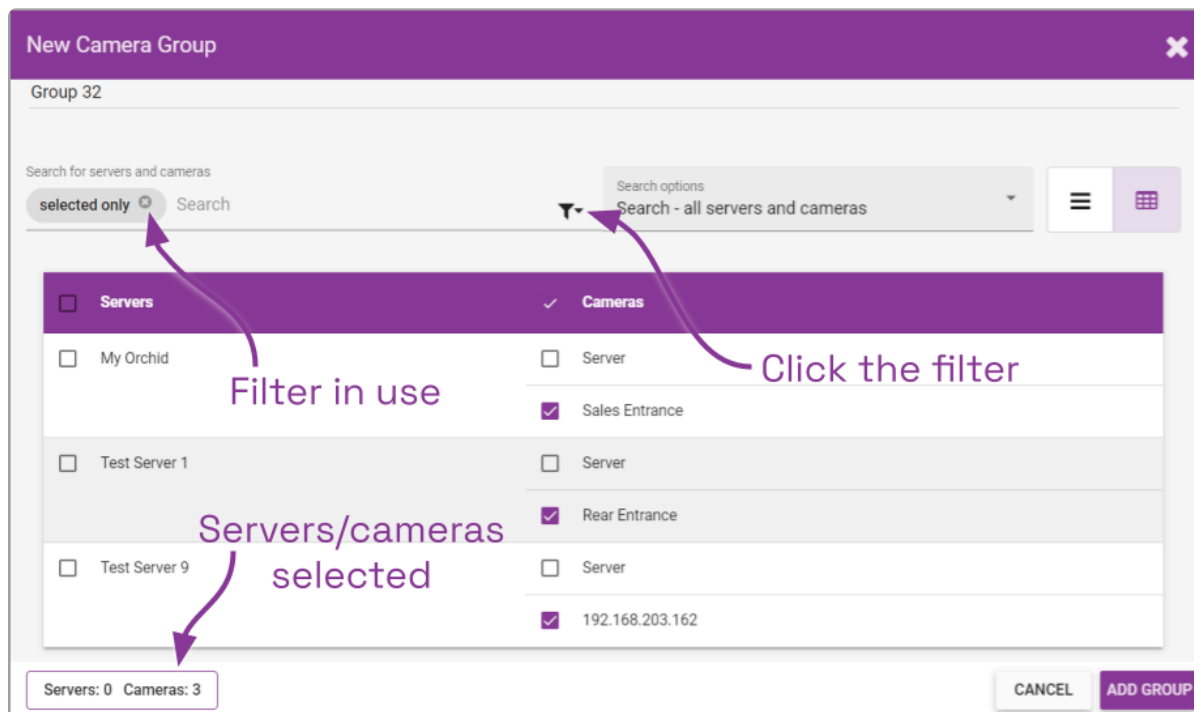 New Camera Group
Group 32
Search for servers and cameras
selected only Search
Search options
Search - all servers and cameras
Servers Cameras
My Orchid Server
Click the filter
Filter in use
Sales Entrance
Test Server 1 Server
Rear Entrance
Servers/cameras
selected
Test Server 9 Server
192.168.203.162
Servers: 0 Cameras: 3
CANCEL ADD GROUP